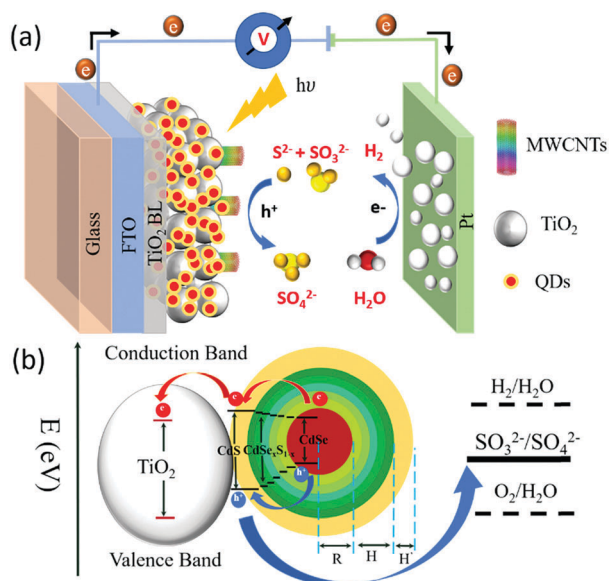 (a)
e
e
V
e
e
hυ
S²⁻ + SO₃²⁻
H₂
h⁺
e-
SO₄²⁻
H₂O
Glass
FTO
TiO₂ BL
Pt
MWCNTs
TiO₂
QDs
(b)
E (eV)
Conduction Band
e
e
e
TiO₂
CdS
CdSeₓS₁₋ₓ
CdSe
h⁺
h⁺
Valence Band
R
H
H'
H₂/H₂O
SO₃²⁻/SO₄²⁻
O₂/H₂O